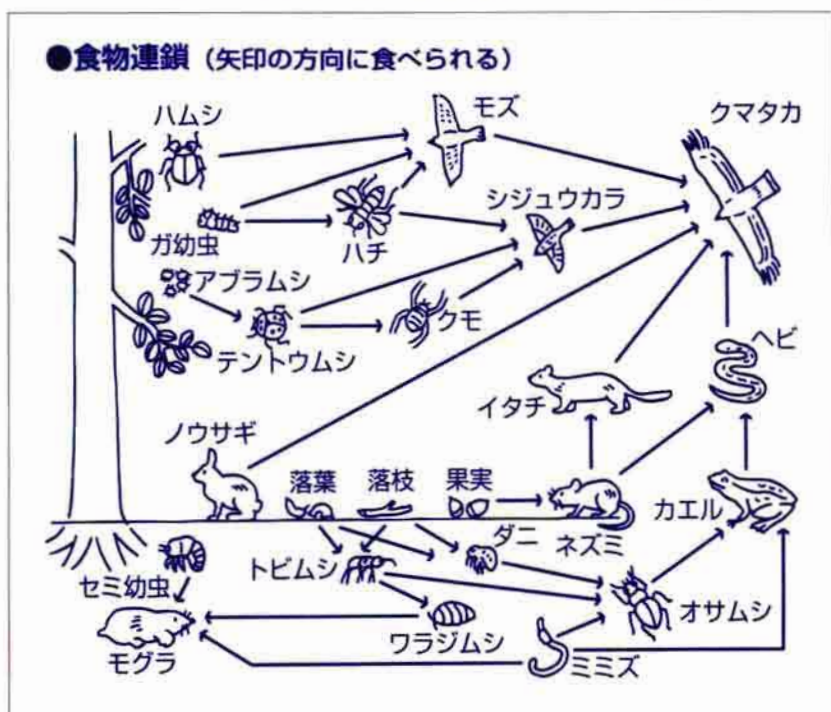 ●食物連鎖（矢印の方向に食べられる）
ハムシ
モズ
クマタカ
シジュウカラ
ガ幼虫
ハチ
アブラムシ
クモ
テントウムシ
ヘビ
イタチ
ノウサギ
落葉
落枝
果実
カエル
ダニ
ネズミ
セミ幼虫
トビムシ
オサムシ
ワラジムシ
モグラ
ミミズ